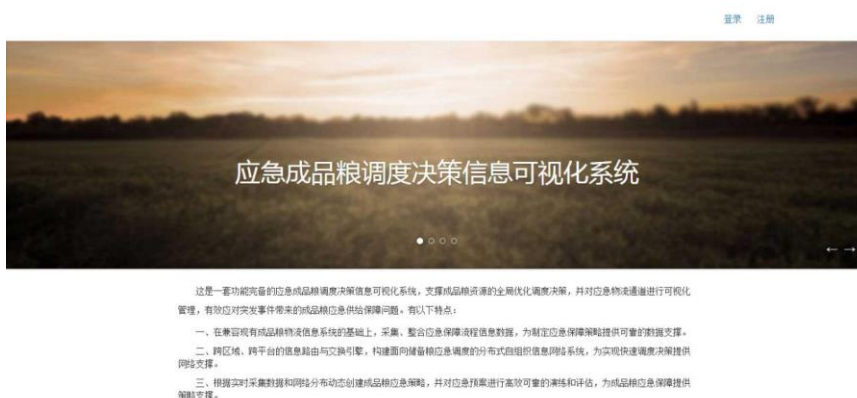 登录 注册
应急成品粮调度决策信息可视化系统
这是一套功能完备的应急成品粮调度决策信息可视化系统，支撑成品粮资源的全局优化调度决策，并对应急物流通道进行可视化
管理，有效应对突发事件带来的成品粮应急供给保障问题。有以下特点：
一、在兼容现有成品粮物流信息系统的基础上，采集、整合应急保障流程信息数据，为制定应急保障策略提供可靠的数据支撑。
二、跨区域、跨平台的信息路由与交换引擎，构建面向储备粮应急调度的分布式自组织信息网络系统，为实现快速调度决策提供
网络支撑。
三、根据实时采集数据和网络分布动态创建成品粮应急策略，并对应急预案进行高效可靠的演练和评估，为成品粮应急保障提供
策略支撑。